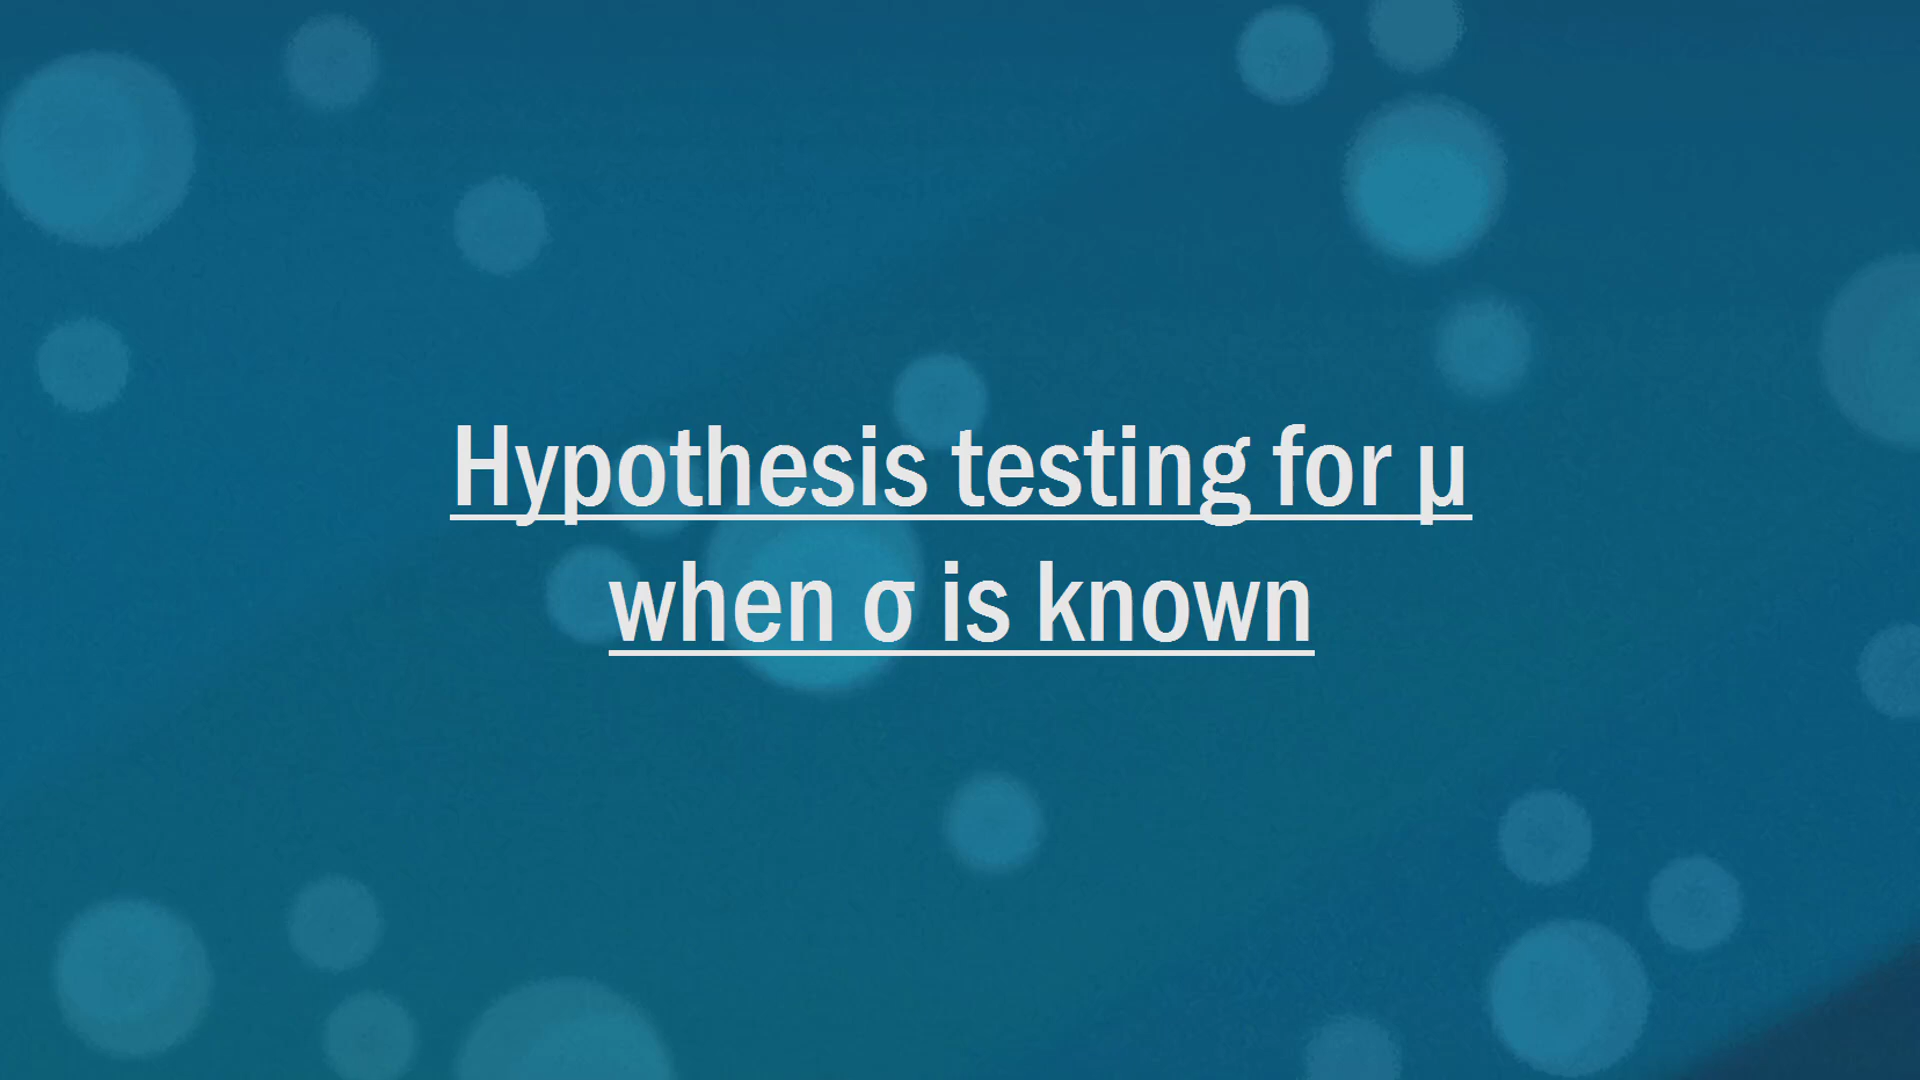 Hypothesis testing for μ
when σ is known